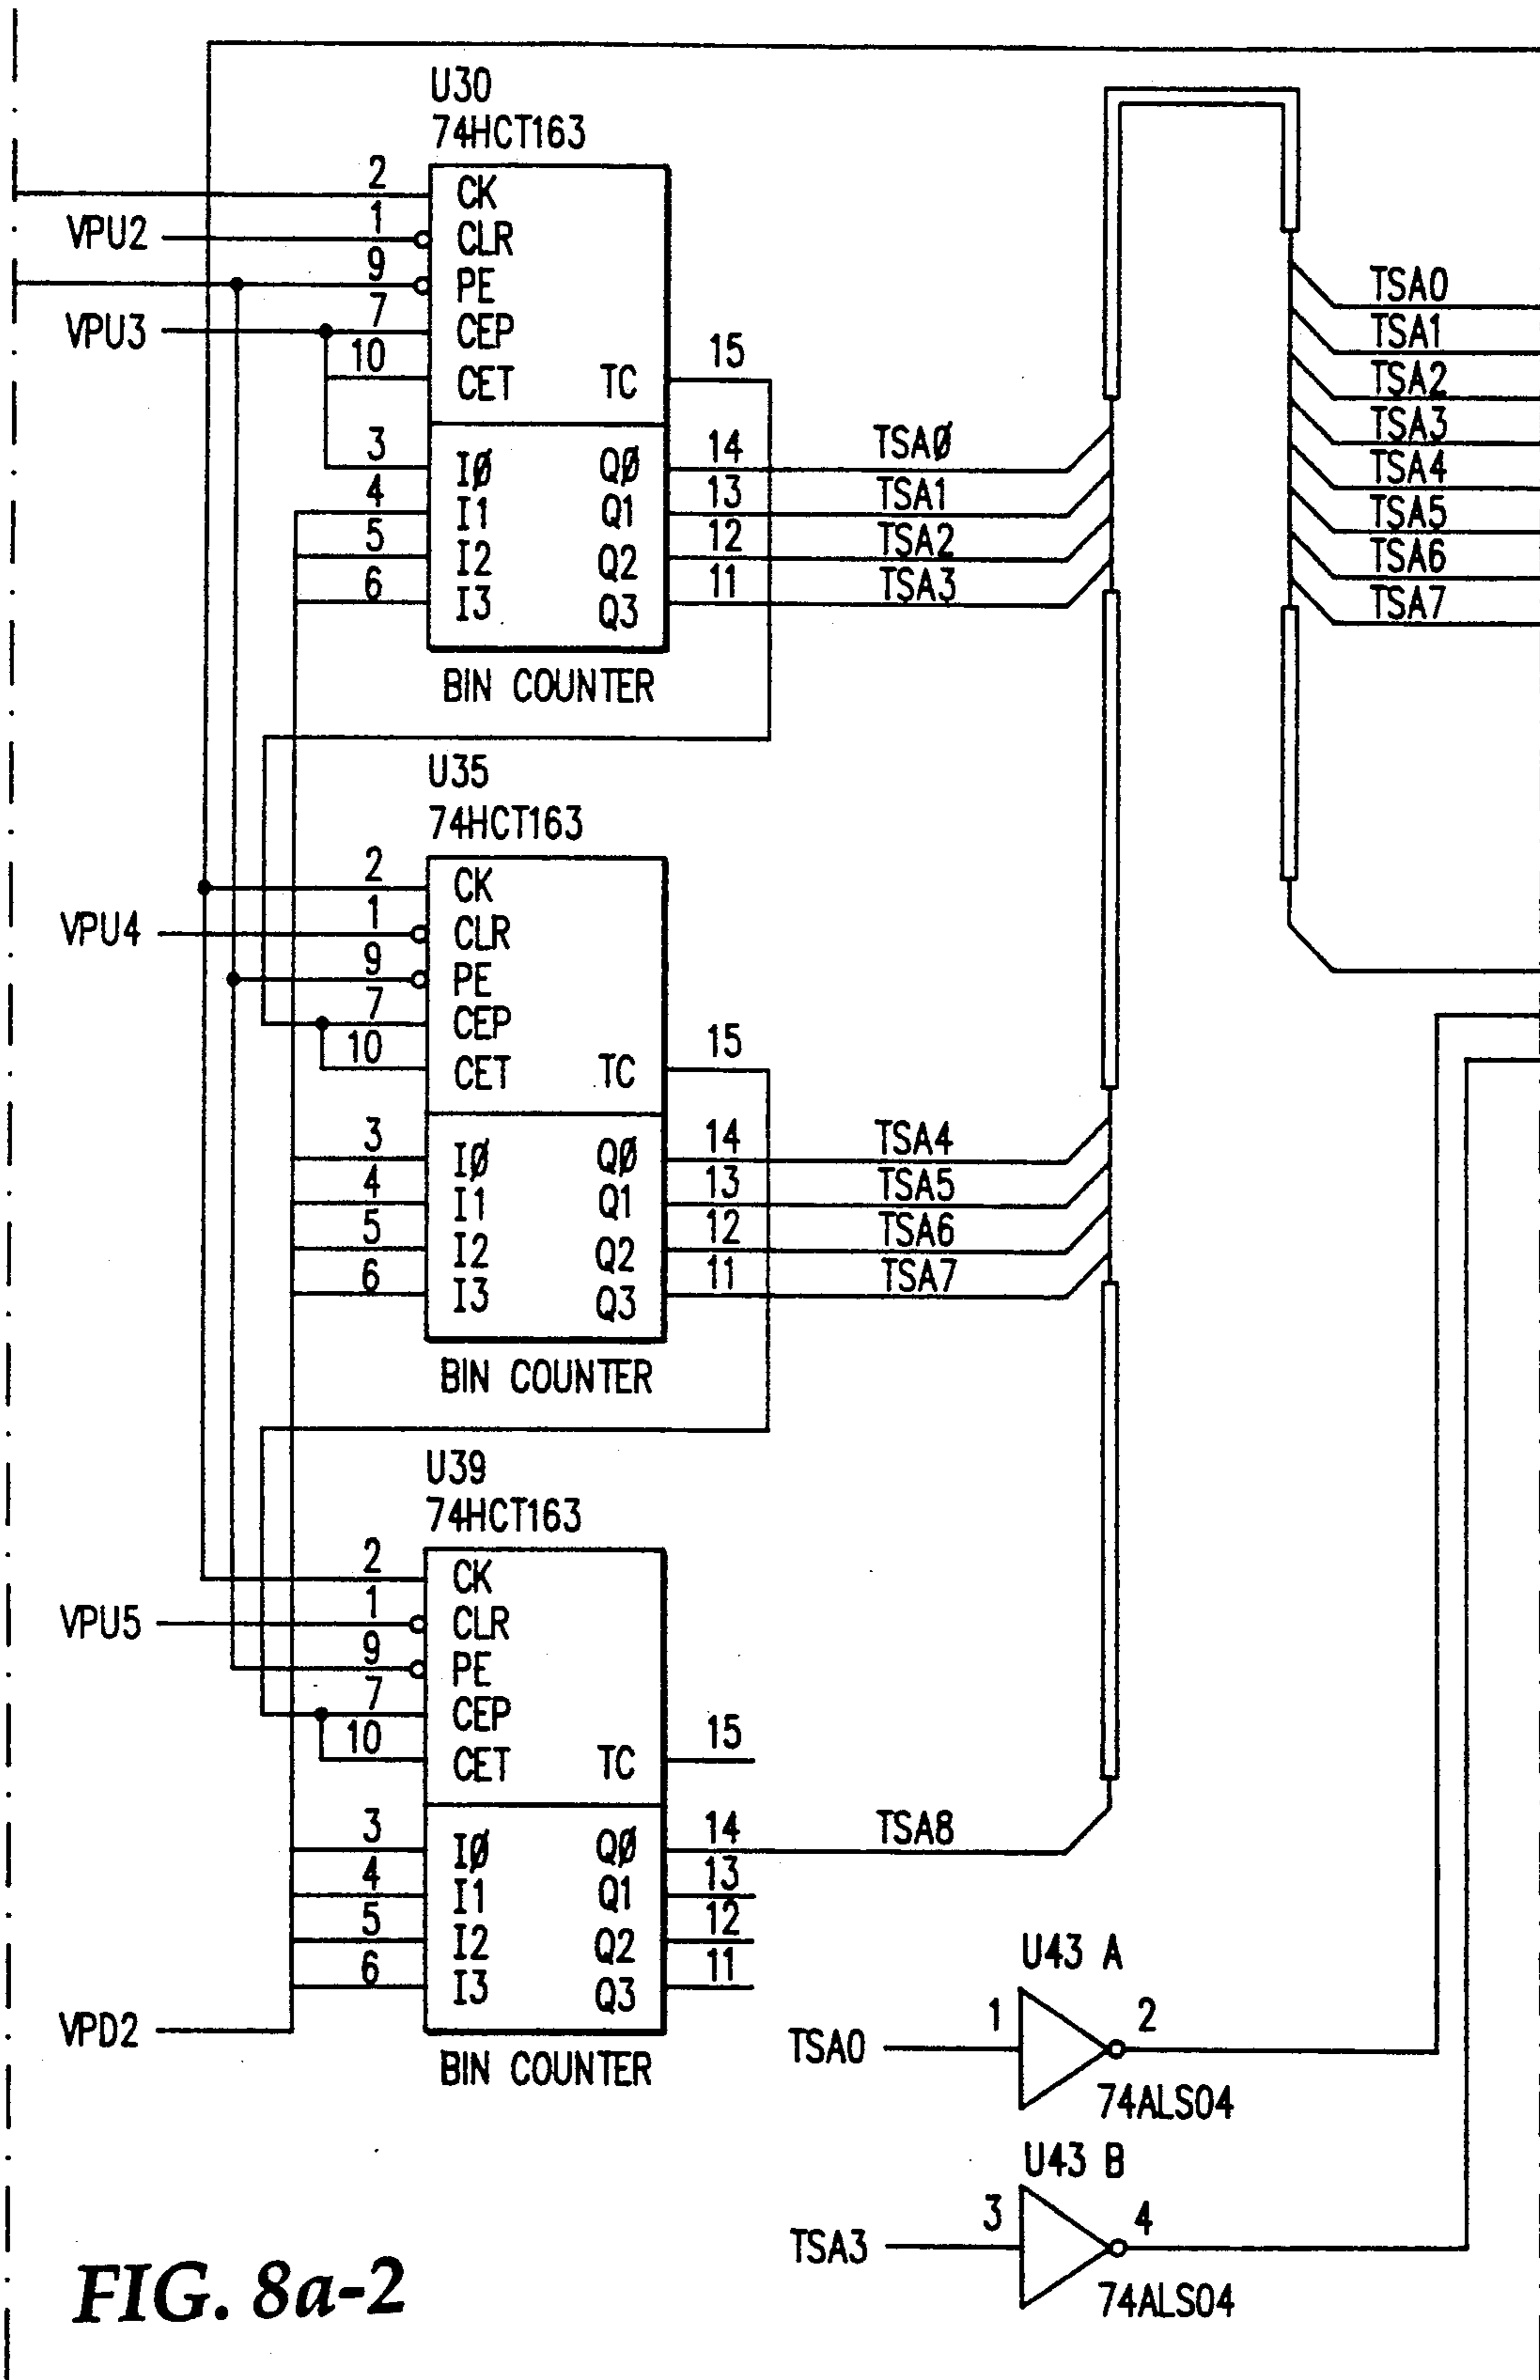 U30
74HCT163
2 CK
VPU2 1 CLR
9 PE
VPU3 7 CEP
10 CET TC 15
3 IØ QØ 14 TSAØ
4 I1 Q1 13 TSA1
5 I2 Q2 12 TSA2
6 I3 Q3 11 TSA3
BIN COUNTER
TSA0
TSA1
TSA2
TSA3
TSA4
TSA5
TSA6
TSA7
U35
74HCT163
2 CK
VPU4 1 CLR
9 PE
7 CEP
10 CET TC 15
3 IØ QØ 14 TSA4
4 I1 Q1 13 TSA5
5 I2 Q2 12 TSA6
6 I3 Q3 11 TSA7
BIN COUNTER
U39
74HCT163
2 CK
VPU5 1 CLR
9 PE
7 CEP
10 CET TC 15
3 IØ QØ 14 TSA8
4 I1 Q1 13
5 I2 Q2 12
6 I3 Q3 11
VPD2
BIN COUNTER
U43 A
TSA0 1 2
74ALS04
U43 B
TSA3 3 4
74ALS04
FIG. 8a-2